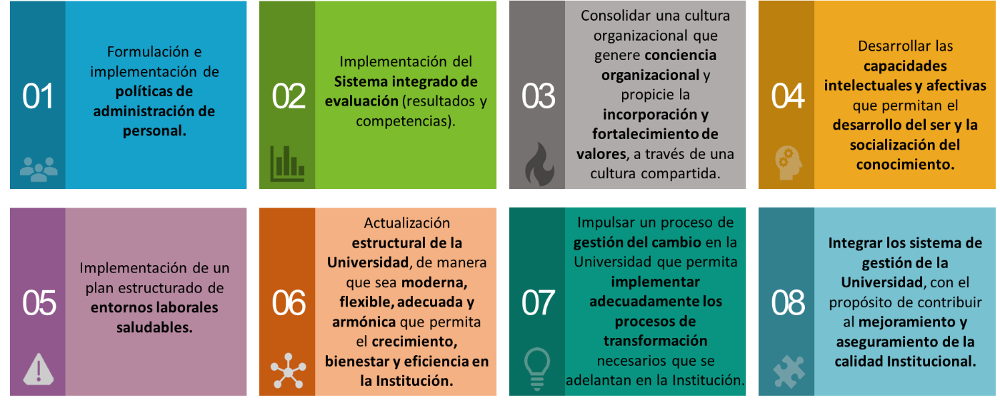 01
Formulación e
implementación de
políticas de
administración de
personal.
02
Implementación del
Sistema integrado de
evaluación (resultados y
competencias).
03
Consolidar una cultura
organizacional que
genere conciencia
organizacional y
propicie la
incorporación y
fortalecimiento de
valores, a través de una
cultura compartida.
04
Desarrollar las
capacidades
intelectuales y afectivas
que permitan el
desarrollo del ser y la
socialización del
conocimiento.
05
Implementación de un
plan estructurado de
entornos laborales
saludables.
06
Actualización
estructural de la
Universidad, de manera
que sea moderna,
flexible, adecuada y
armónica que permita
el crecimiento,
bienestar y eficiencia en
la Institución.
07
Impulsar un proceso de
gestión del cambio en la
Universidad que permita
implementar
adecuadamente los
procesos de
transformación
necesarios que se
adelantan en la Institución.
08
Integrar los sistema de
gestión de la
Universidad, con el
propósito de contribuir
al mejoramiento y
aseguramiento de la
calidad Institucional.